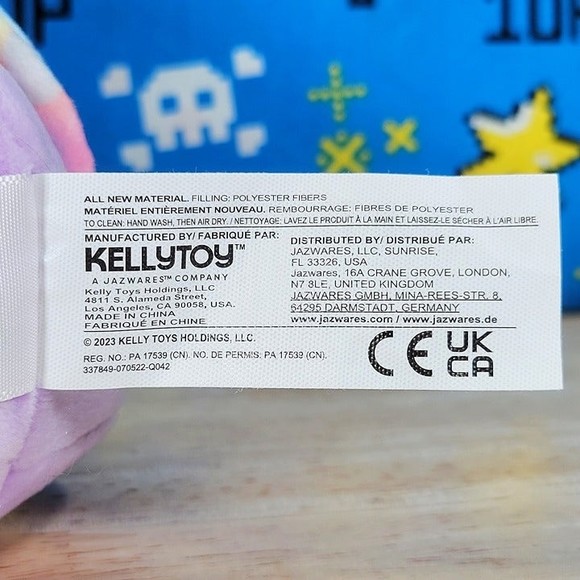 UP
10P
ALL NEW MATERIAL. FILLING: POLYESTER FIBERS
MATÉRIEL ENTIÈREMENT NOUVEAU. REMBOURRAGE: FIBRES DE POLYESTER
TO CLEAN: HAND WASH, THEN AIR DRY. / NETTOYAGE: LAVEZ LE PRODUIT À LA MAIN ET LAISSEZ-LE SÉCHER À L'AIR LIBRE.
MANUFACTURED BY/ FABRIQUÉ PAR:
KELLYTOY™
A JAZWARES™ COMPANY
Kelly Toys Holdings, LLC
4811 S. Alameda Street,
Los Angeles, CA 90058, USA.
MADE IN CHINA
FABRIQUÉ EN CHINE
DISTRIBUTED BY/ DISTRIBUÉ PAR:
JAZWARES, LLC, SUNRISE,
FL 33326, USA
Jazwares, 16A CRANE GROVE, LONDON,
N7 8LE, UNITED KINGDOM
JAZWARES GMBH, MINA-REES-STR. 8,
64295 DARMSTADT, GERMANY
www.jazwares.com / www.jazwares.de
© 2023 KELLY TOYS HOLDINGS, LLC.
REG. NO.: PA 17539 (CN). NO. DE PERMIS: PA 17539 (CN).
337849-070522-Q042
CE
UK
CA